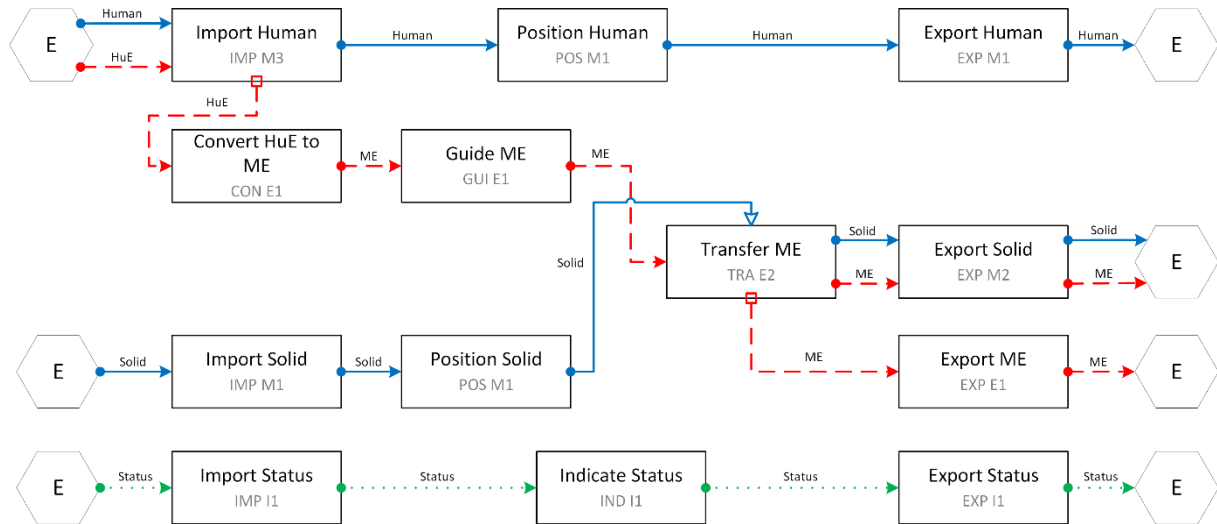 E
Human
HuE
Import Human
IMP M3
Human
Position Human
POS M1
Human
Export Human
EXP M1
Human
E
HuE
Convert HuE to
ME
CON E1
ME
Guide ME
GUI E1
ME
Solid
Transfer ME
TRA E2
Solid
ME
Export Solid
EXP M2
Solid
ME
E
E
Solid
Import Solid
IMP M1
Solid
Position Solid
POS M1
ME
Export ME
EXP E1
ME
E
E
Status
Import Status
IMP I1
Status
Indicate Status
IND I1
Status
Export Status
EXP I1
Status
E